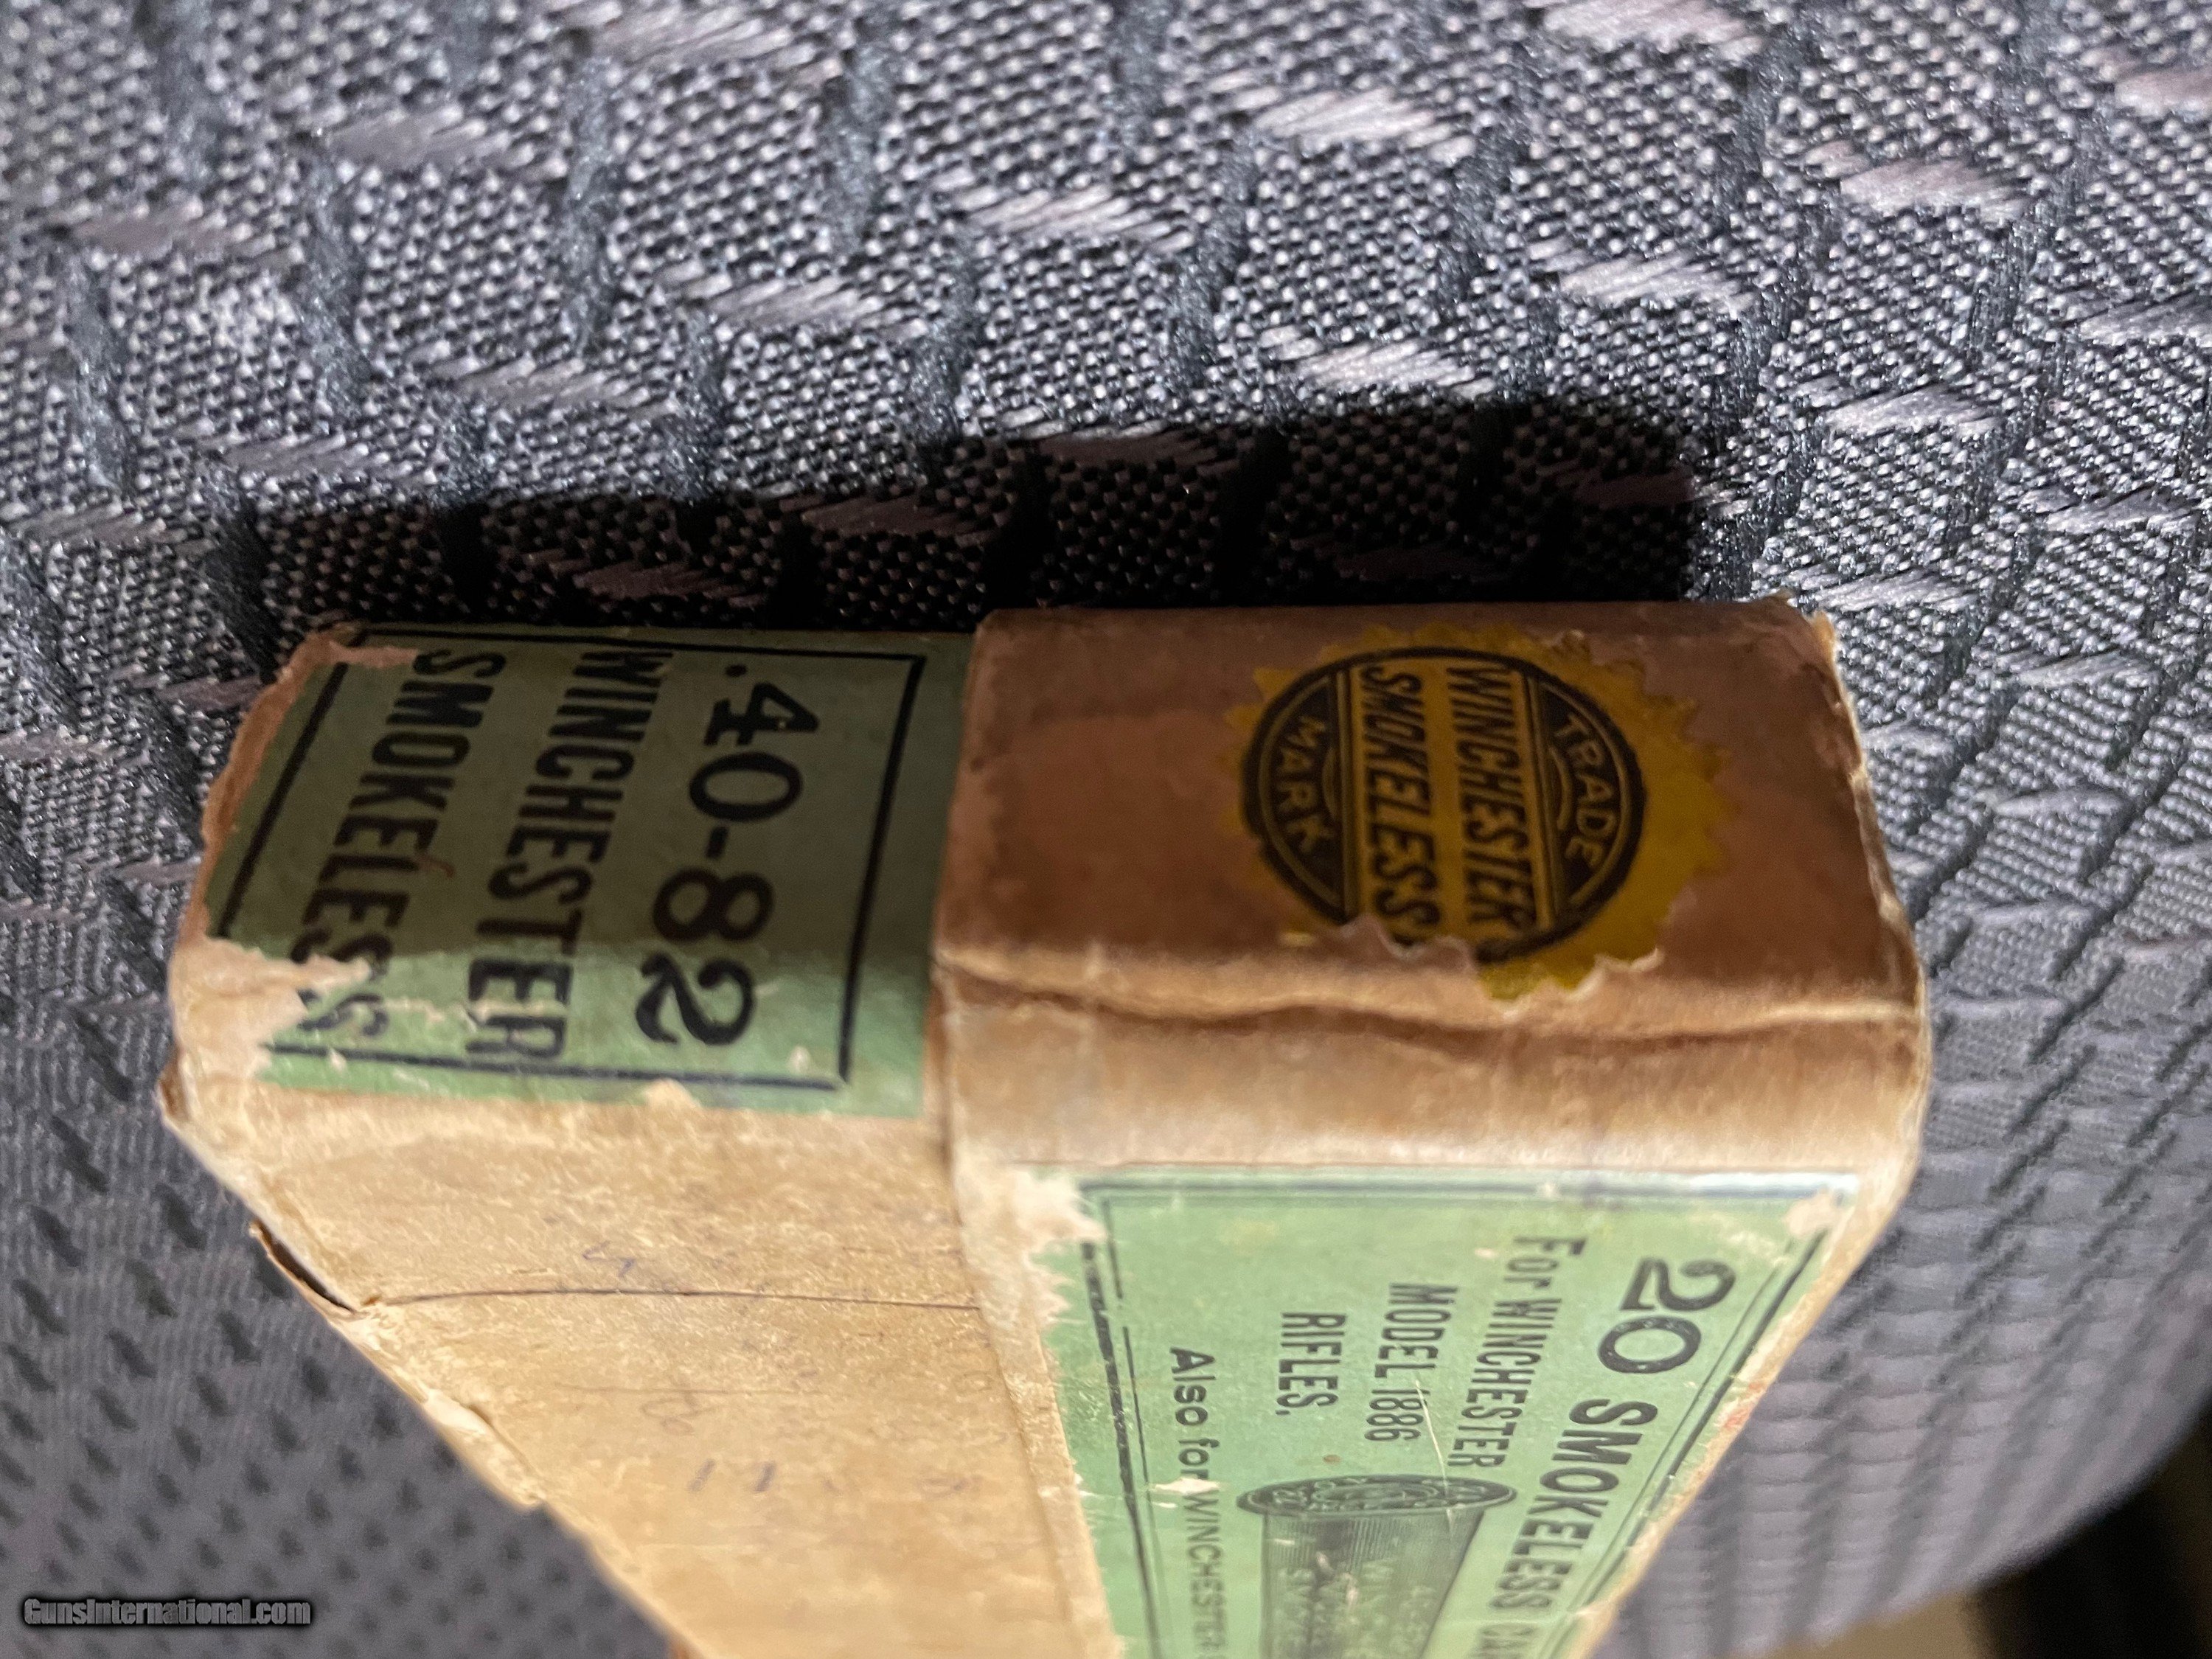 .40-82
WINCHESTER
SMOKELESS
TRADE
WINCHESTER
SMOKELESS
MARK
20 SMOKELESS
For WINCHESTER
MODEL 1886
RIFLES,
Also for WINCHESTER
GunsInternational.com